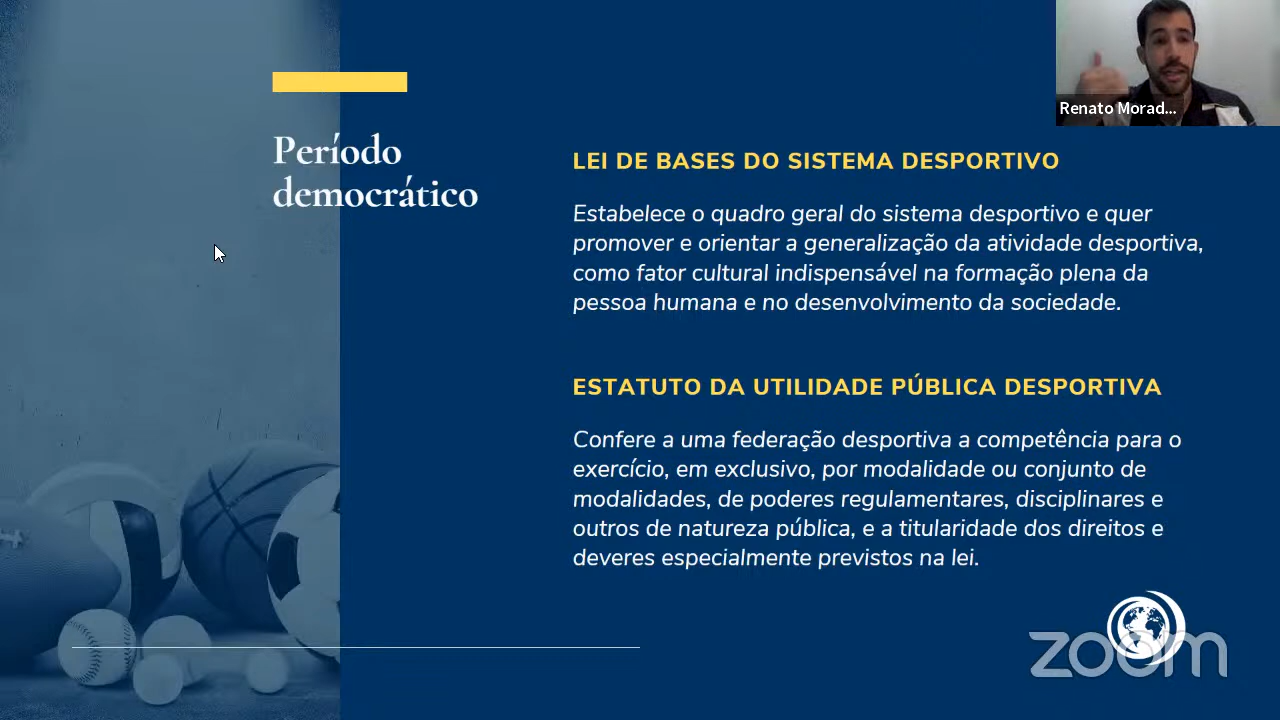 Renato Morad...
Período
democrático
LEI DE BASES DO SISTEMA DESPORTIVO
Estabelece o quadro geral do sistema desportivo e quer
promover e orientar a generalização da atividade desportiva,
como fator cultural indispensável na formação plena da
pessoa humana e no desenvolvimento da sociedade.
ESTATUTO DA UTILIDADE PÚBLICA DESPORTIVA
Confere a uma federação desportiva a competência para o
exercício, em exclusivo, por modalidade ou conjunto de
modalidades, de poderes regulamentares, disciplinares e
outros de natureza pública, e a titularidade dos direitos e
deveres especialmente previstos na lei.
zoom